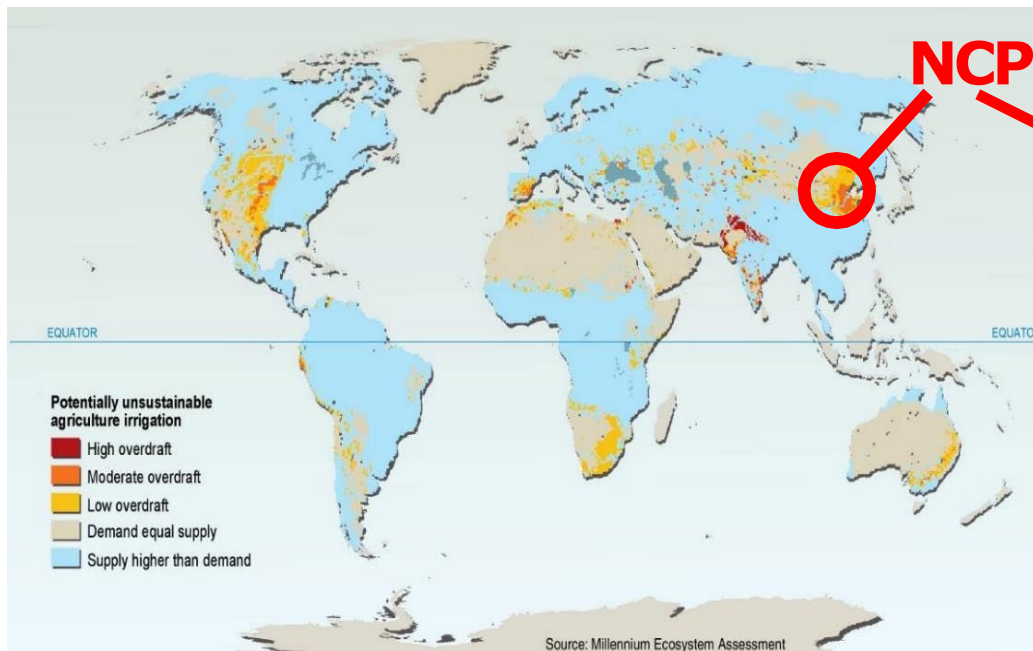 NCP
EQUATOR
EQUATO
Potentially unsustainable
agriculture irrigation
High overdraft
Moderate overdraft
Low overdraft
Demand equal supply
Supply higher than demand
Source: Millennium Ecosystem Assessment